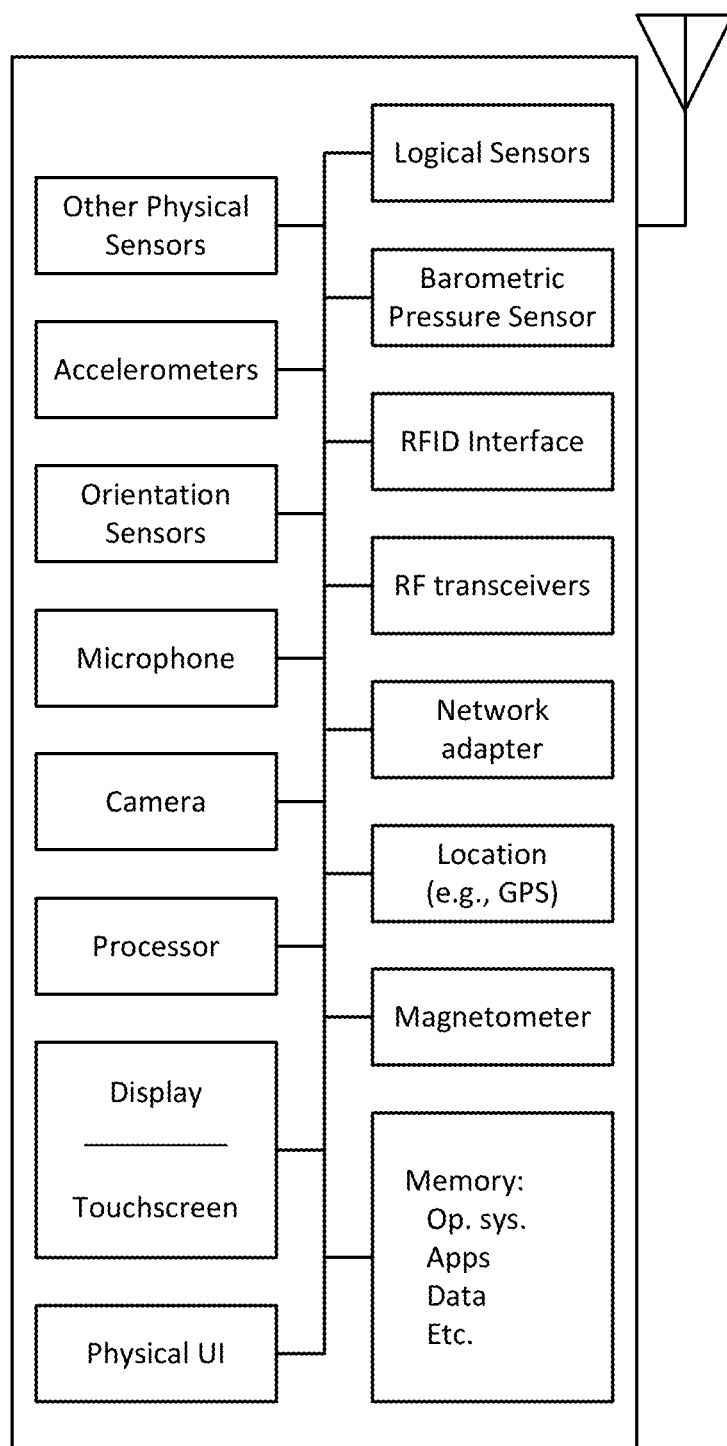 Other Physical
Sensors
Accelerometers
Orientation
Sensors
Microphone
Camera
Processor
Display
Touchscreen
Physical UI
Logical Sensors
Barometric
Pressure Sensor
RFID Interface
RF transceivers
Network
adapter
Location
(e.g., GPS)
Magnetometer
Memory:
Op. sys.
Apps
Data
Etc.